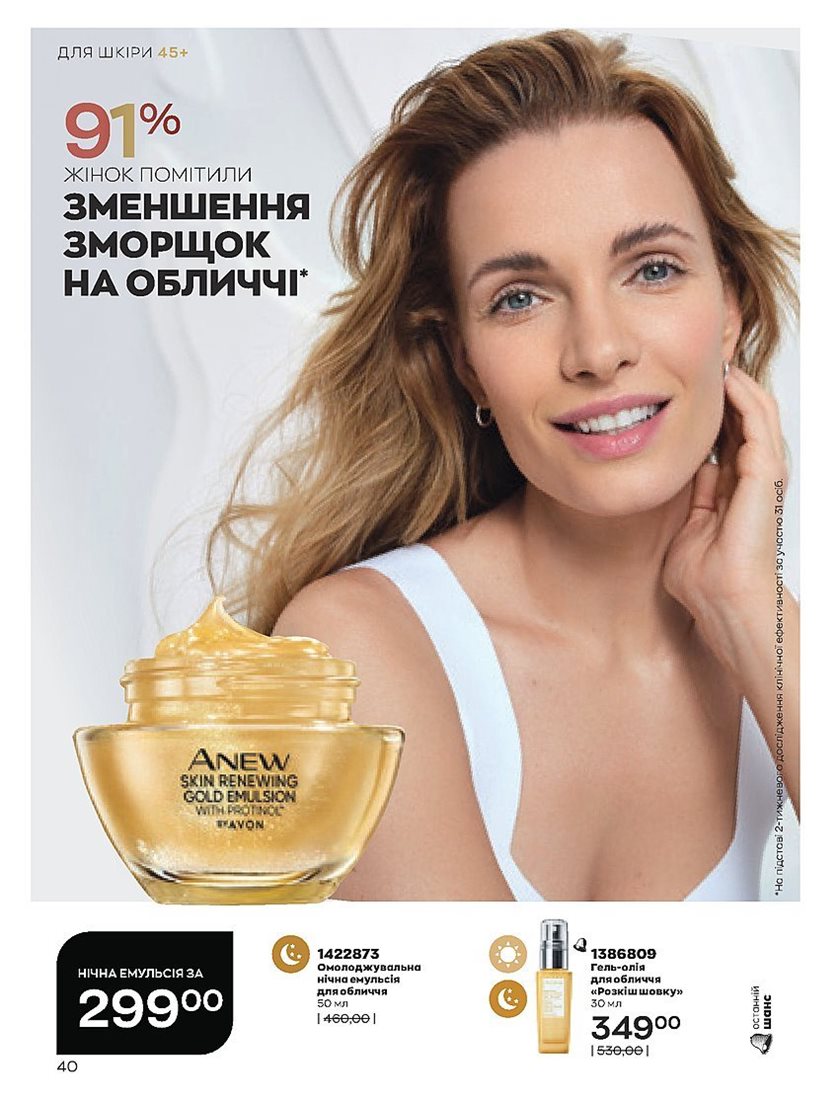 ДЛЯ ШКІРИ 45+
91%
ЖІНОК ПОМІТИЛИ
ЗМЕНШЕННЯ
ЗМОРЩОК
НА ОБЛИЧЧІ*
ANEW
SKIN RENEWING
GOLD EMULSION
WITH PROTINOL™
BY AVON
*На підставі 2-тижневого дослідження клінічної ефективності за участю 31 осіб.
НІЧНА ЕМУЛЬСІЯ ЗА
299⁰⁰
1422873
Омолоджувальна
нічна емульсія
для обличчя
50 мл
| 460,00 |
1386809
Гель-олія
для обличчя
«Розкіш шовку»
30 мл
349⁰⁰
| 530,00 |
останній
шанс
40